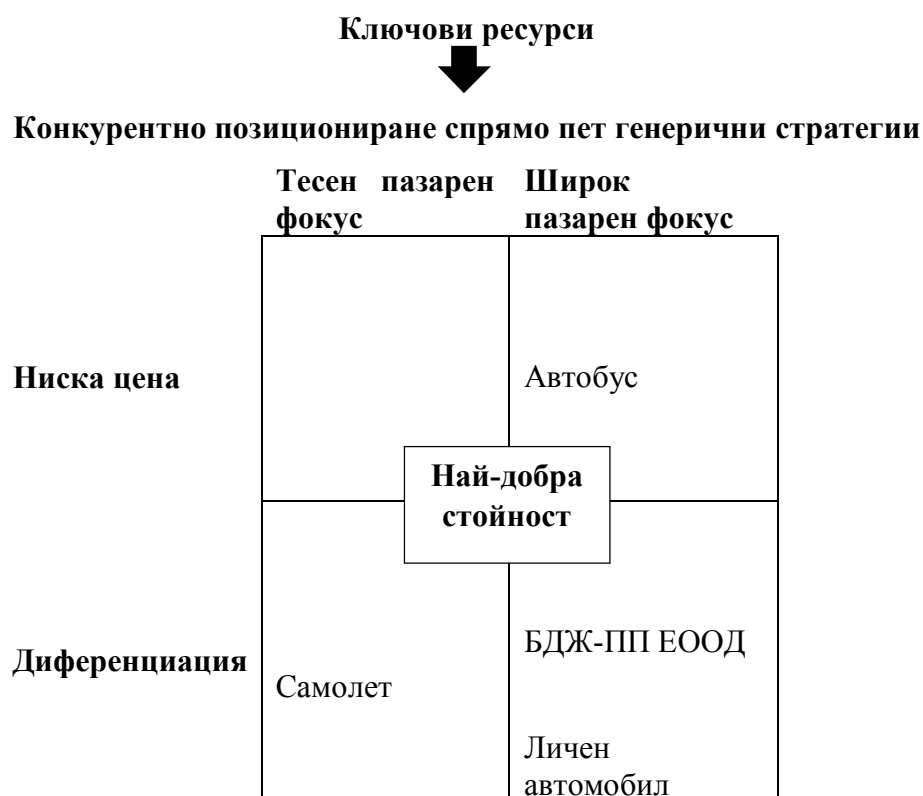 Ключови ресурси
Конкурентно позициониране спрямо пет генерични стратегии
Тесен пазарен
фокус
Широк
пазарен фокус
Ниска цена
Автобус
Най-добра
стойност
Диференциация
Самолет
БДЖ-ПП ЕООД
Личен
автомобил